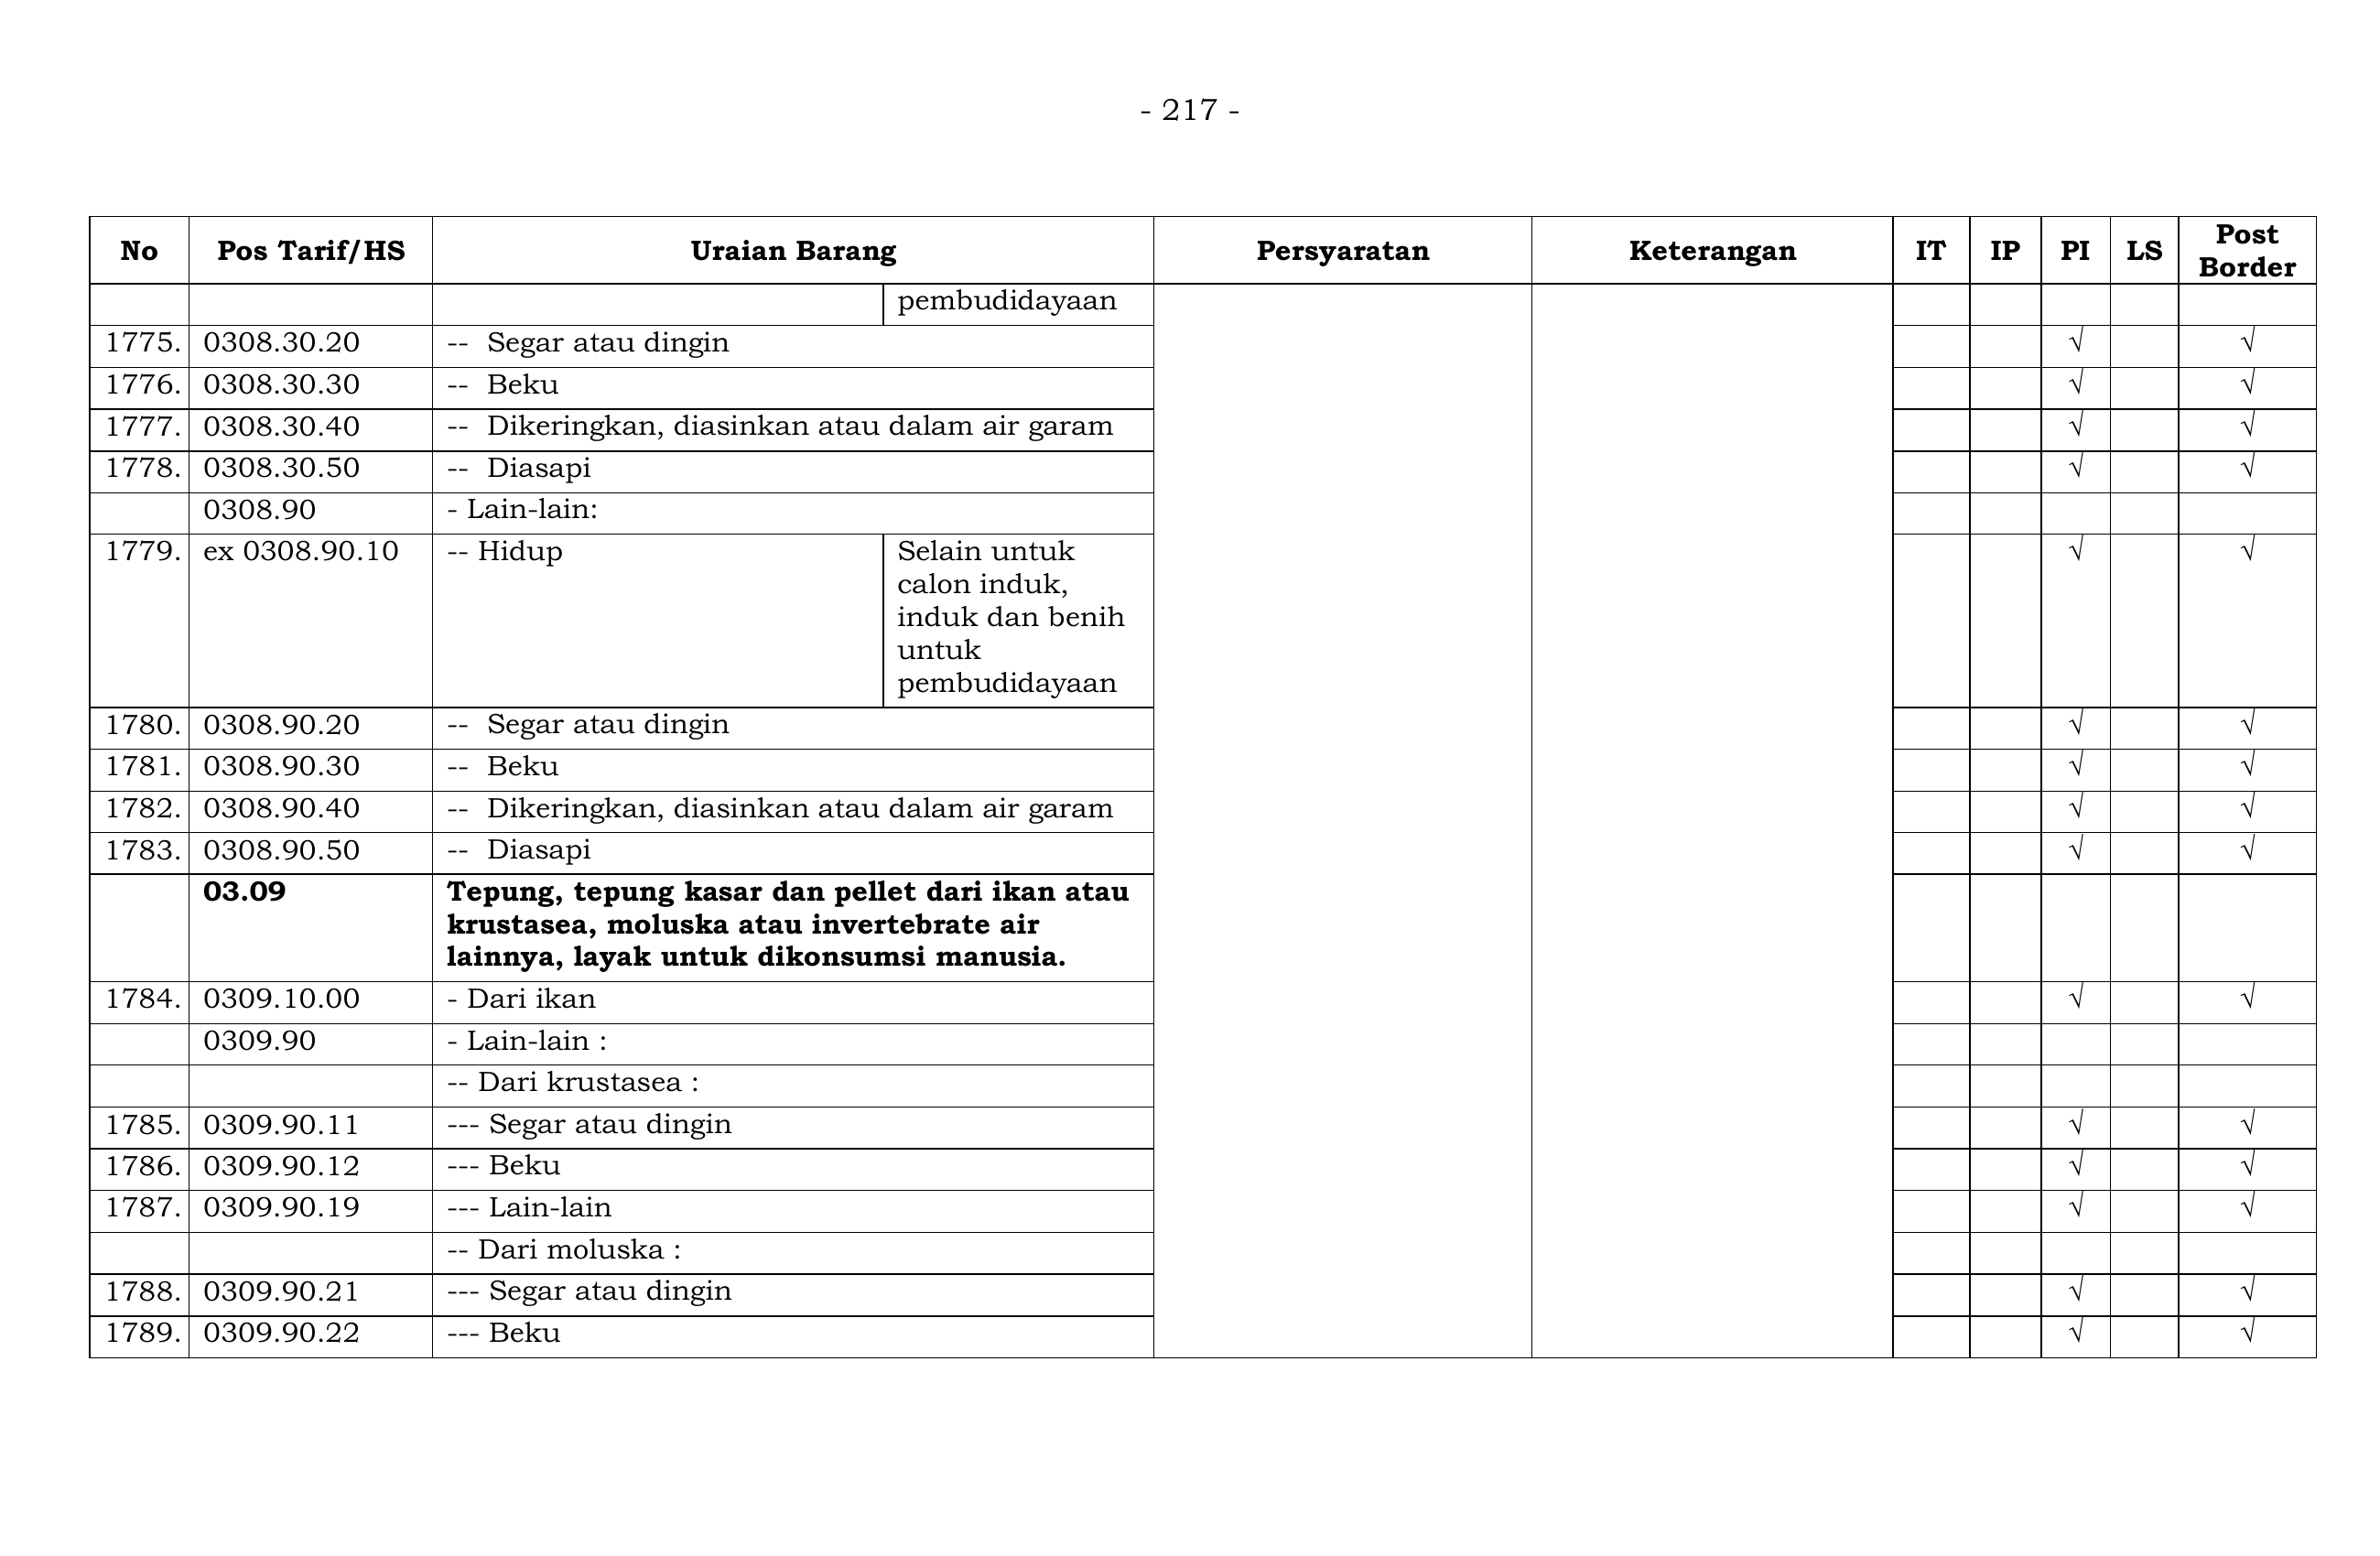 - 217 -
No Pos Tarif/HS Uraian Barang Persyaratan Keterangan IT IP PI LS Post Border
pembudidayaan
1775. 0308.30.20 -- Segar atau dingin √ √
1776. 0308.30.30 -- Beku √ √
1777. 0308.30.40 -- Dikeringkan, diasinkan atau dalam air garam √ √
1778. 0308.30.50 -- Diasapi √ √
0308.90 - Lain-lain:
1779. ex 0308.90.10 -- Hidup Selain untuk √ √
calon induk,
induk dan benih
untuk
pembudidayaan
1780. 0308.90.20 -- Segar atau dingin √ √
1781. 0308.90.30 -- Beku √ √
1782. 0308.90.40 -- Dikeringkan, diasinkan atau dalam air garam √ √
1783. 0308.90.50 -- Diasapi √ √
03.09 Tepung, tepung kasar dan pellet dari ikan atau
krustasea, moluska atau invertebrate air
lainnya, layak untuk dikonsumsi manusia.
1784. 0309.10.00 - Dari ikan √ √
0309.90 - Lain-lain :
-- Dari krustasea :
1785. 0309.90.11 --- Segar atau dingin √ √
1786. 0309.90.12 --- Beku √ √
1787. 0309.90.19 --- Lain-lain √ √
-- Dari moluska :
1788. 0309.90.21 --- Segar atau dingin √ √
1789. 0309.90.22 --- Beku √ √